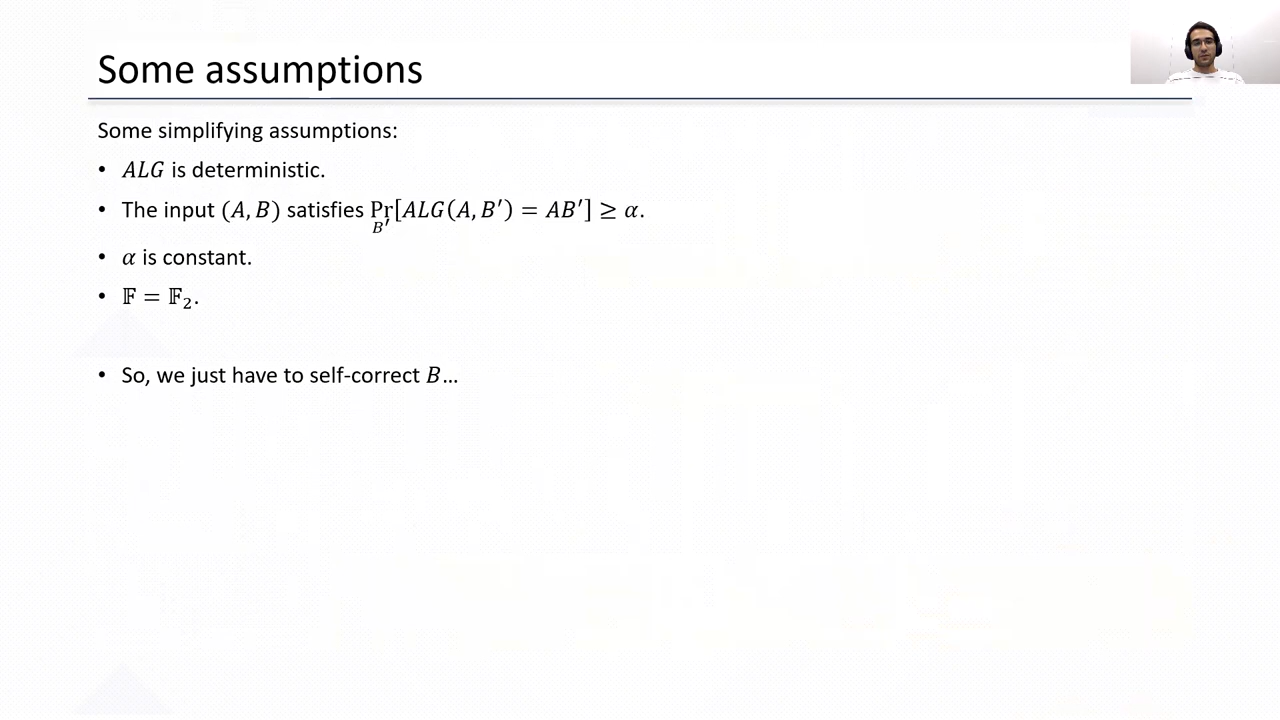 Some assumptions
Some simplifying assumptions:
• ALG is deterministic.
• The input (A, B) satisfies Pr_{B′}[ALG(A, B′) = AB′] ≥ α.
• α is constant.
• 𝔽 = 𝔽₂.
• So, we just have to self-correct B…